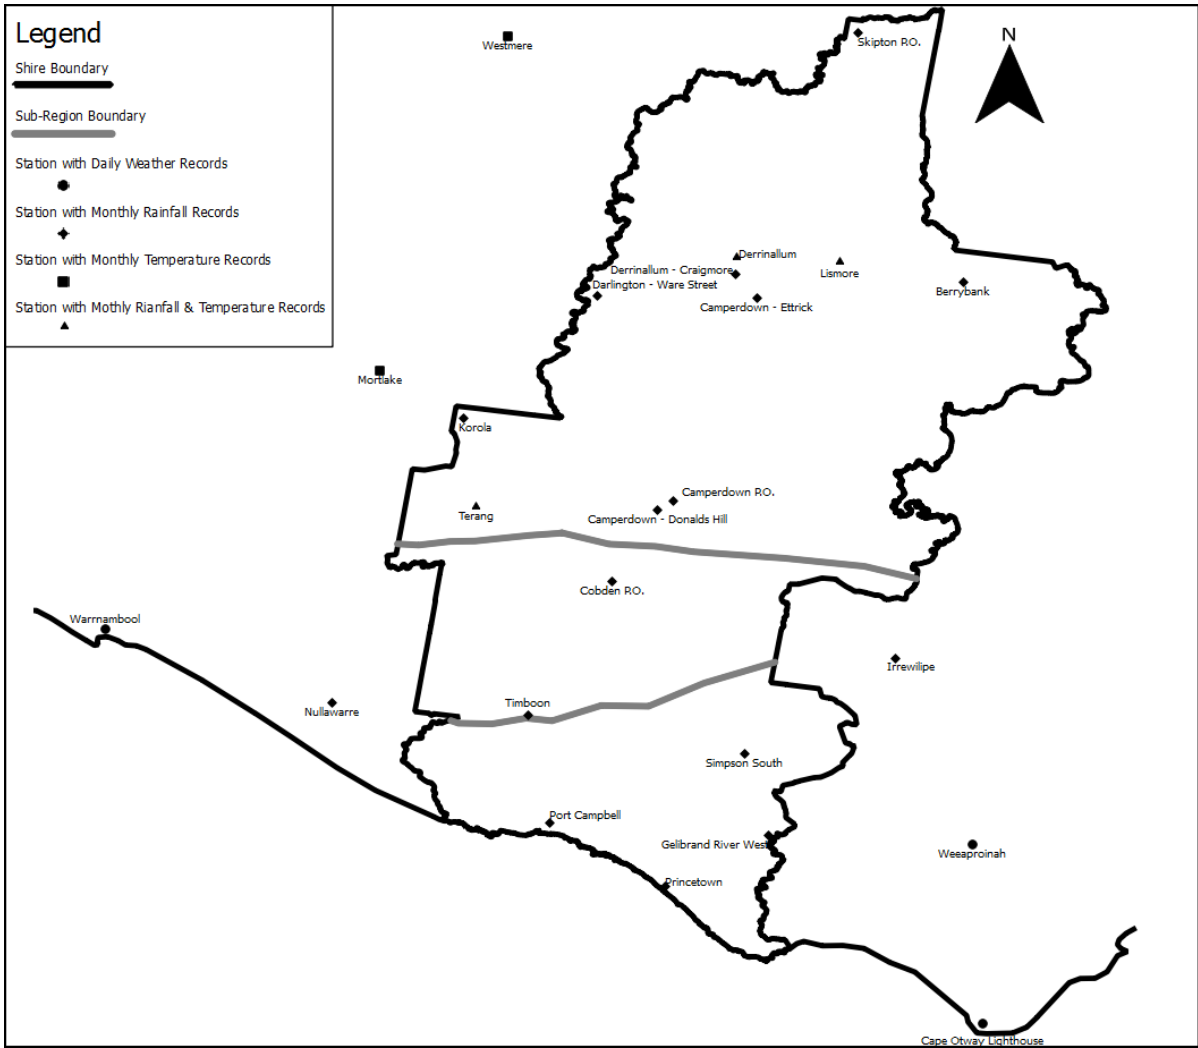 Legend
Shire Boundary
Sub-Region Boundary
Station with Daily Weather Records
Station with Monthly Rainfall Records
Station with Monthly Temperature Records
Station with Mothly Rianfall & Temperature Records
Westmere
Skipton P.O.
N
Derrinallum
Derrinallum - Craigmore
Lismore
Darlington - Ware Street
Berrybank
Camperdown - Ettrick
Mortlake
Korola
Camperdown P.O.
Terang
Camperdown - Donalds Hill
Cobden P.O.
Warrnambool
Irrewilipe
Timboon
Nullawarre
Simpson South
Port Campbell
Gelibrand River West
Weeaproinah
Princetown
Cape Otway Lighthouse